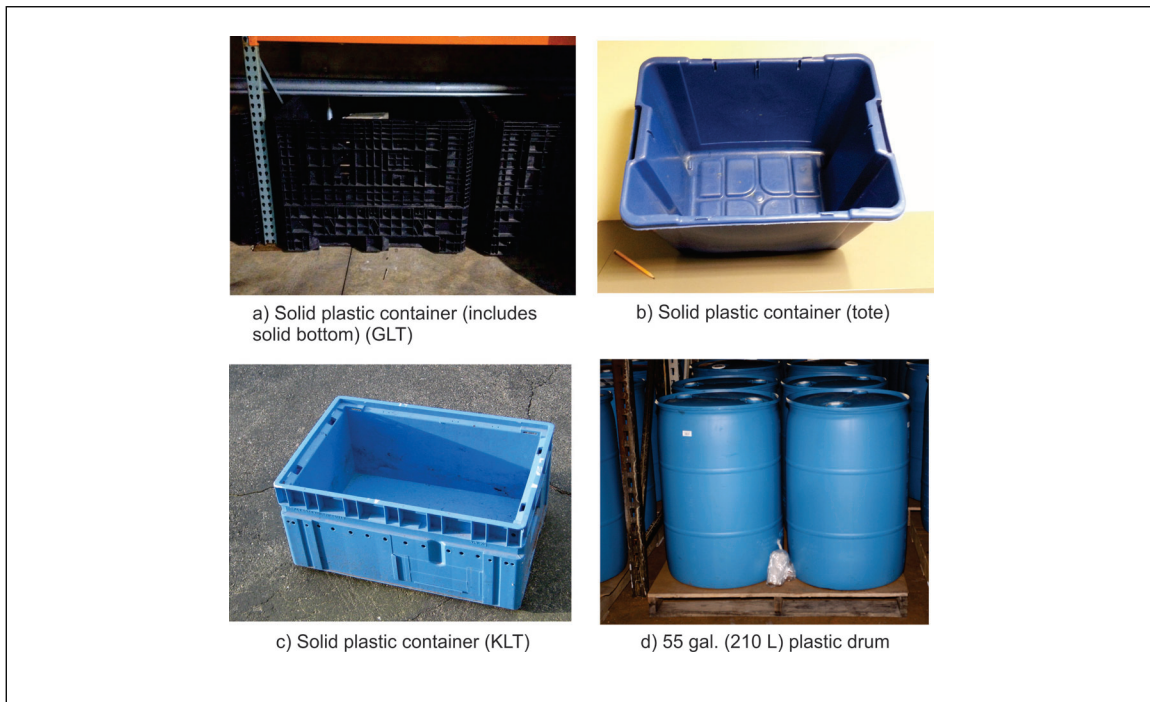 a) Solid plastic container (includes
solid bottom) (GLT)
b) Solid plastic container (tote)
c) Solid plastic container (KLT)
d) 55 gal. (210 L) plastic drum